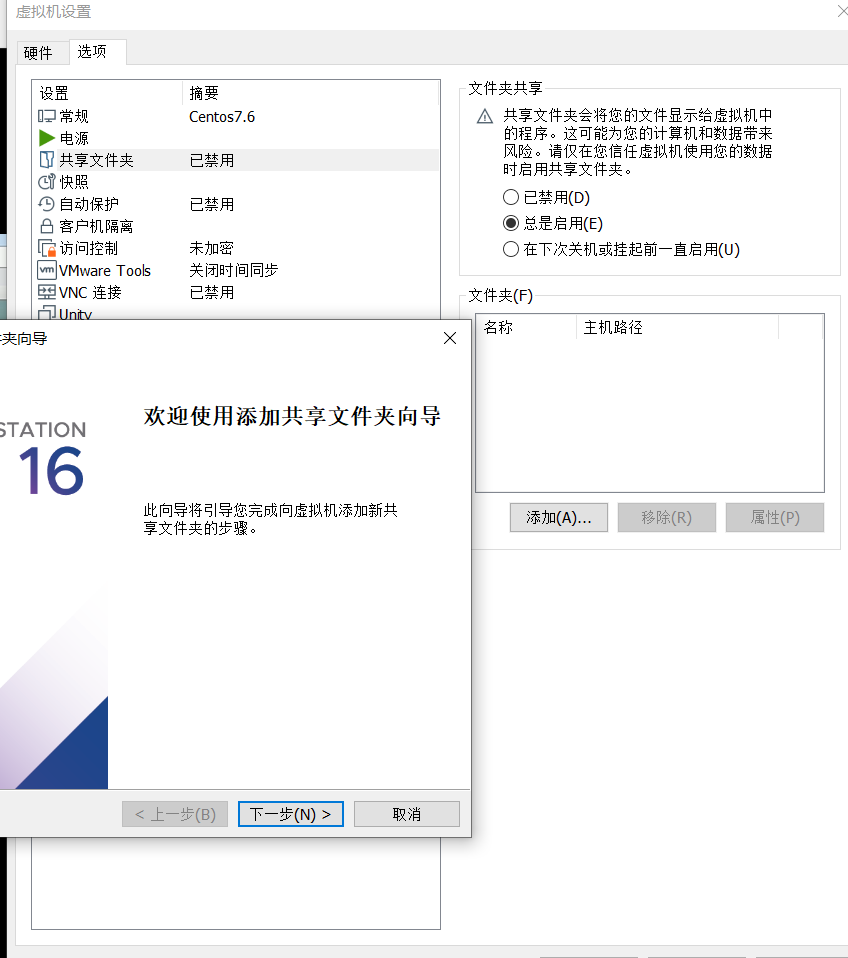 虚拟机设置
硬件
选项
设置
摘要
常规
Centos7.6
电源
共享文件夹
已禁用
快照
自动保护
已禁用
客户机隔离
访问控制
未加密
vm
VMware Tools
关闭时间同步
VNC 连接
已禁用
Unity
文件夹共享
共享文件夹会将您的文件显示给虚拟机中
的程序。这可能为您的计算机和数据带来
风险。请仅在您信任虚拟机使用您的数据
时启用共享文件夹。
已禁用(D)
总是启用(E)
在下次关机或挂起前一直启用(U)
文件夹(F)
名称
主机路径
添加(A)...
移除(R)
属性(P)
夹向导
STATION
16
欢迎使用添加共享文件夹向导
此向导将引导您完成向虚拟机添加新共
享文件夹的步骤。
< 上一步(B)
下一步(N) >
取消